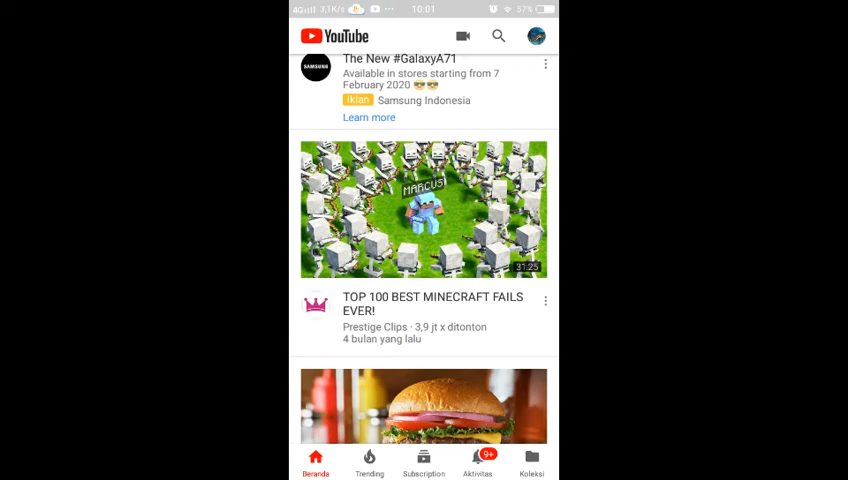 4G 3,1K/s ... 10:01 57%
YouTube
SAMSUNG
The New #GalaxyA71
Available in stores starting from 7
February 2020 😎😎
Iklan Samsung Indonesia
Learn more
MARCUS!
31:25
TOP 100 BEST MINECRAFT FAILS
EVER!
Prestige Clips · 3,9 jt x ditonton
4 bulan yang lalu
9+
Beranda Trending Subscription Aktivitas Koleksi